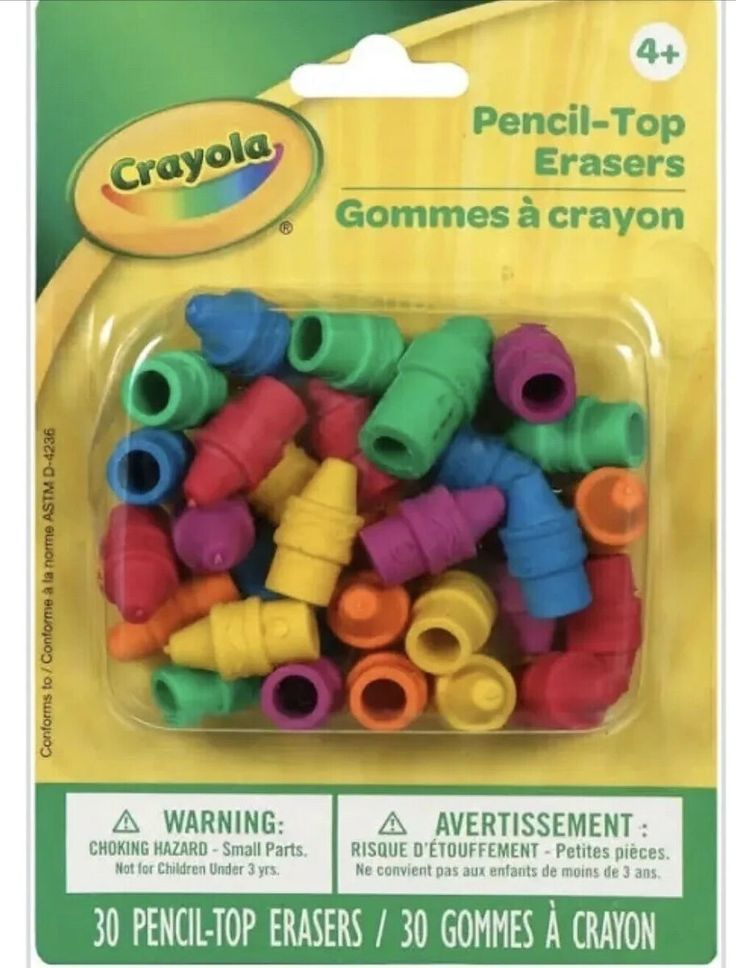 4+
Crayola
®
Pencil-Top
Erasers
Gommes à crayon
Conforms to / Conforme à la norme ASTM D-4236
⚠ WARNING:
CHOKING HAZARD - Small Parts.
Not for Children Under 3 yrs.
⚠ AVERTISSEMENT :
RISQUE D'ÉTOUFFEMENT - Petites pièces.
Ne convient pas aux enfants de moins de 3 ans.
30 PENCIL-TOP ERASERS / 30 GOMMES À CRAYON